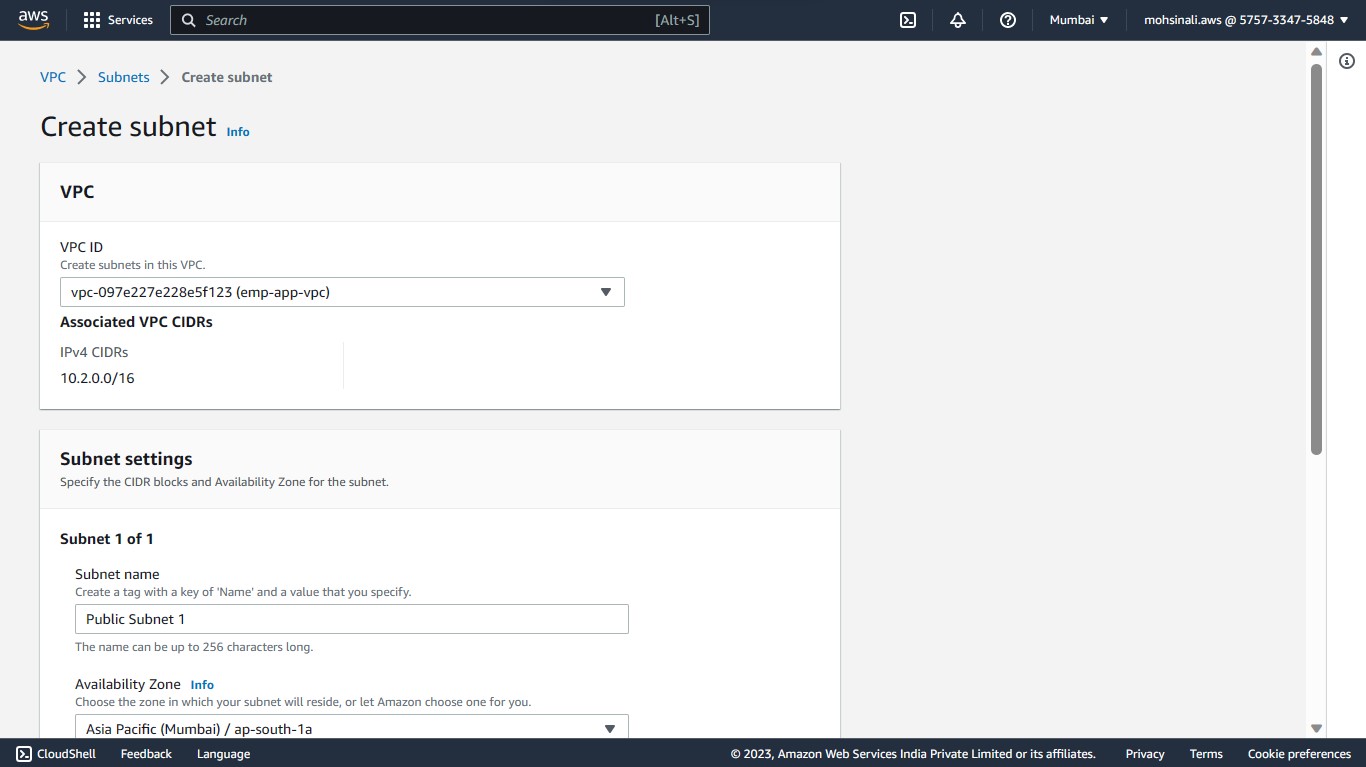 aws Services Search [Alt+S] Mumbai mohsinali.aws @ 5757-3347-5848
VPC Subnets Create subnet
Create subnet Info
VPC
VPC ID
Create subnets in this VPC.
vpc-097e227e228e5f123 (emp-app-vpc)
Associated VPC CIDRs
IPv4 CIDRs
10.2.0.0/16
Subnet settings
Specify the CIDR blocks and Availability Zone for the subnet.
Subnet 1 of 1
Subnet name
Create a tag with a key of 'Name' and a value that you specify.
Public Subnet 1
The name can be up to 256 characters long.
Availability Zone Info
Choose the zone in which your subnet will reside, or let Amazon choose one for you.
Asia Pacific (Mumbai) / ap-south-1a
CloudShell Feedback Language © 2023, Amazon Web Services India Private Limited or its affiliates. Privacy Terms Cookie preferences